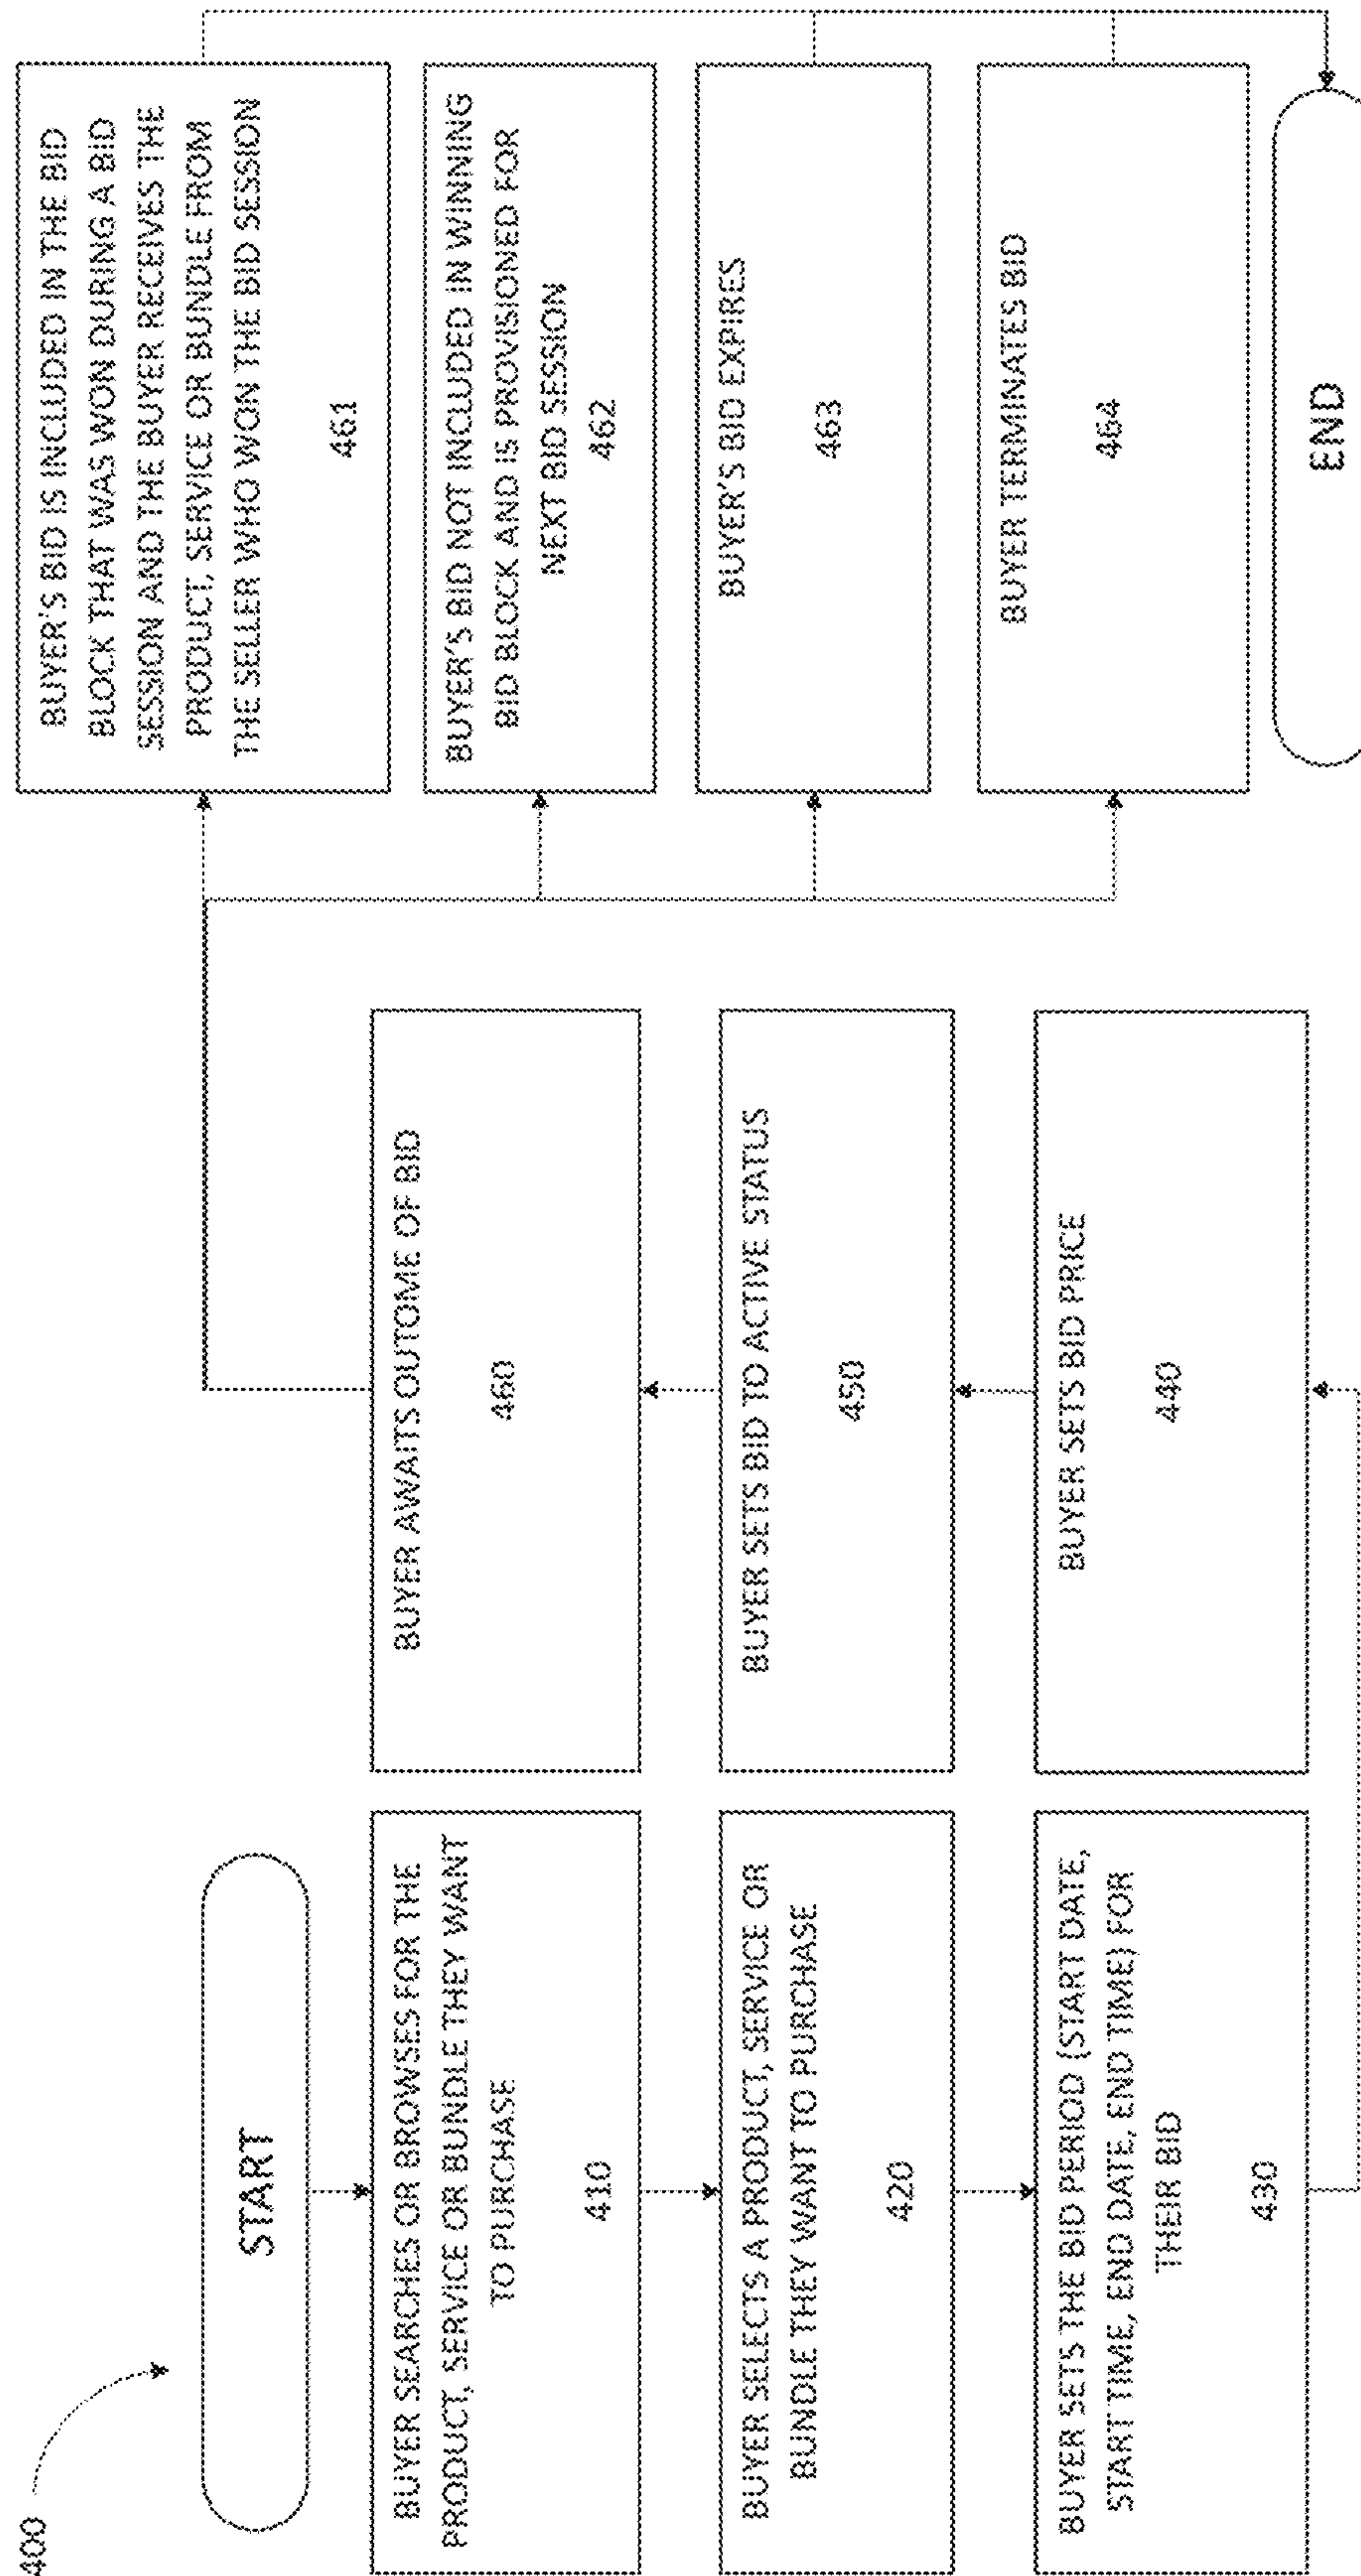 400
START
BUYER SEARCHES OR BROWSES FOR THE
PRODUCT, SERVICE OR BUNDLE THEY WANT
TO PURCHASE
410
BUYER SELECTS A PRODUCT, SERVICE OR
BUNDLE THEY WANT TO PURCHASE
420
BUYER SETS THE BID PERIOD (START DATE,
START TIME, END DATE, END TIME) FOR
THEIR BID
430
BUYER SETS BID PRICE
440
BUYER SETS BID TO ACTIVE STATUS
450
BUYER AWAITS OUTOME OF BID
460
BUYER'S BID IS INCLUDED IN THE BID
BLOCK THAT WAS WON DURING A BID
SESSION AND THE BUYER RECEIVES THE
PRODUCT, SERVICE OR BUNDLE FROM
THE SELLER WHO WON THE BID SESSION
461
BUYER'S BID NOT INCLUDED IN WINNING
BID BLOCK AND IS PROVISIONED FOR
NEXT BID SESSION
462
BUYER'S BID EXPIRES
463
BUYER TERMINATES BID
464
END